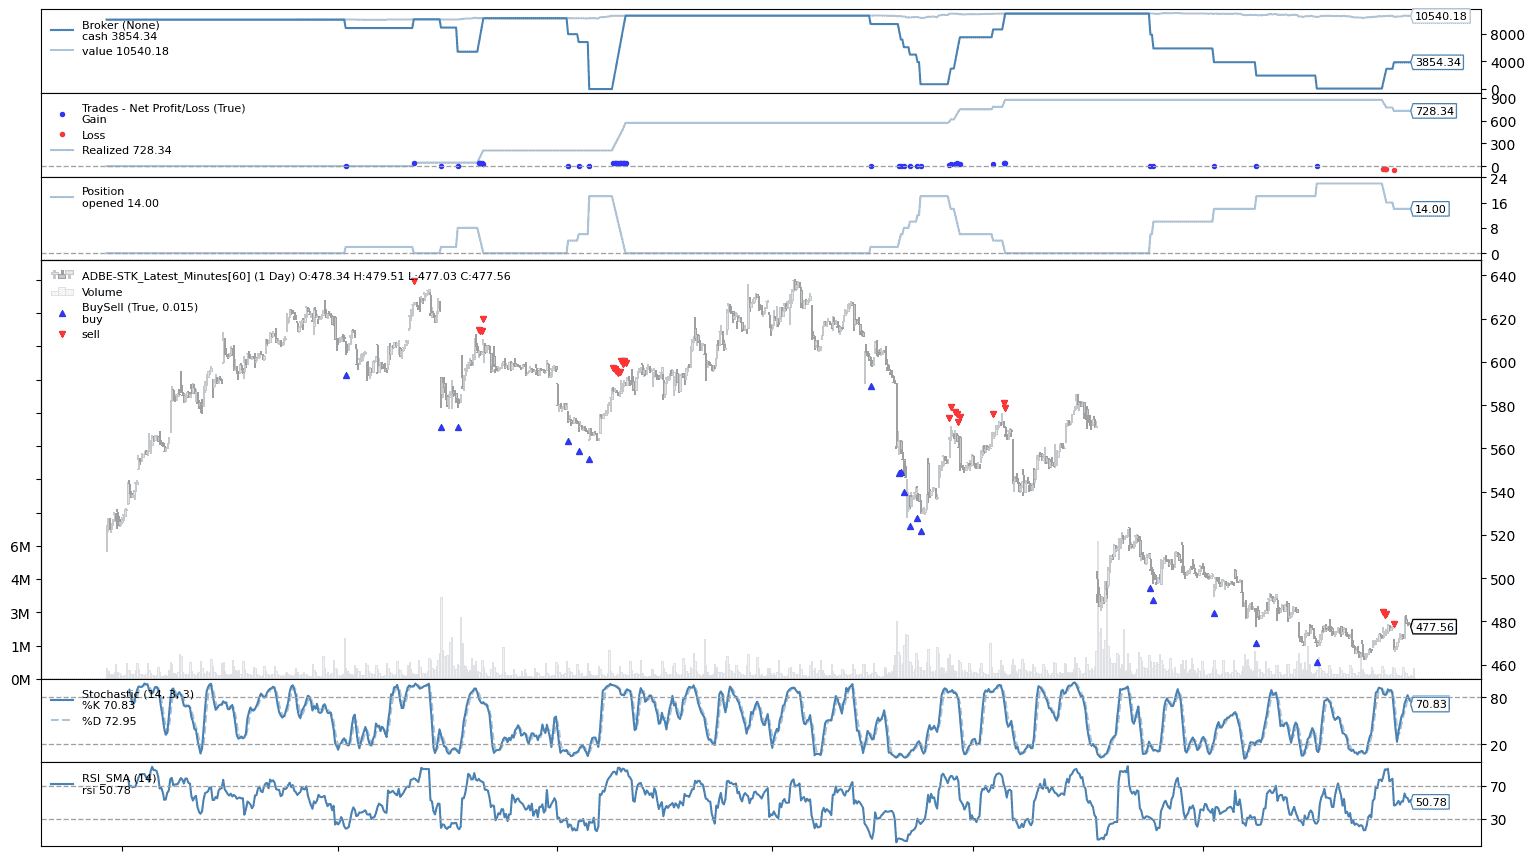 Broker (None)
cash 3854.34
value 10540.18
10540.18
8000
4000
3854.34
0
Trades - Net Profit/Loss (True)
Gain
Loss
Realized 728.34
900
728.34
600
300
0
Position
opened 14.00
24
16
14.00
8
0
ADBE-STK_Latest_Minutes[60] (1 Day) O:478.34 H:479.51 L:477.03 C:477.56
Volume
BuySell (True, 0.015)
buy
sell
640
620
600
580
560
540
520
500
480
477.56
460
6M
4M
3M
1M
0M
Stochastic (14, 3, 3)
%K 70.83
%D 72.95
80
70.83
20
RSI_SMA (14)
rsi 50.78
70
50.78
30